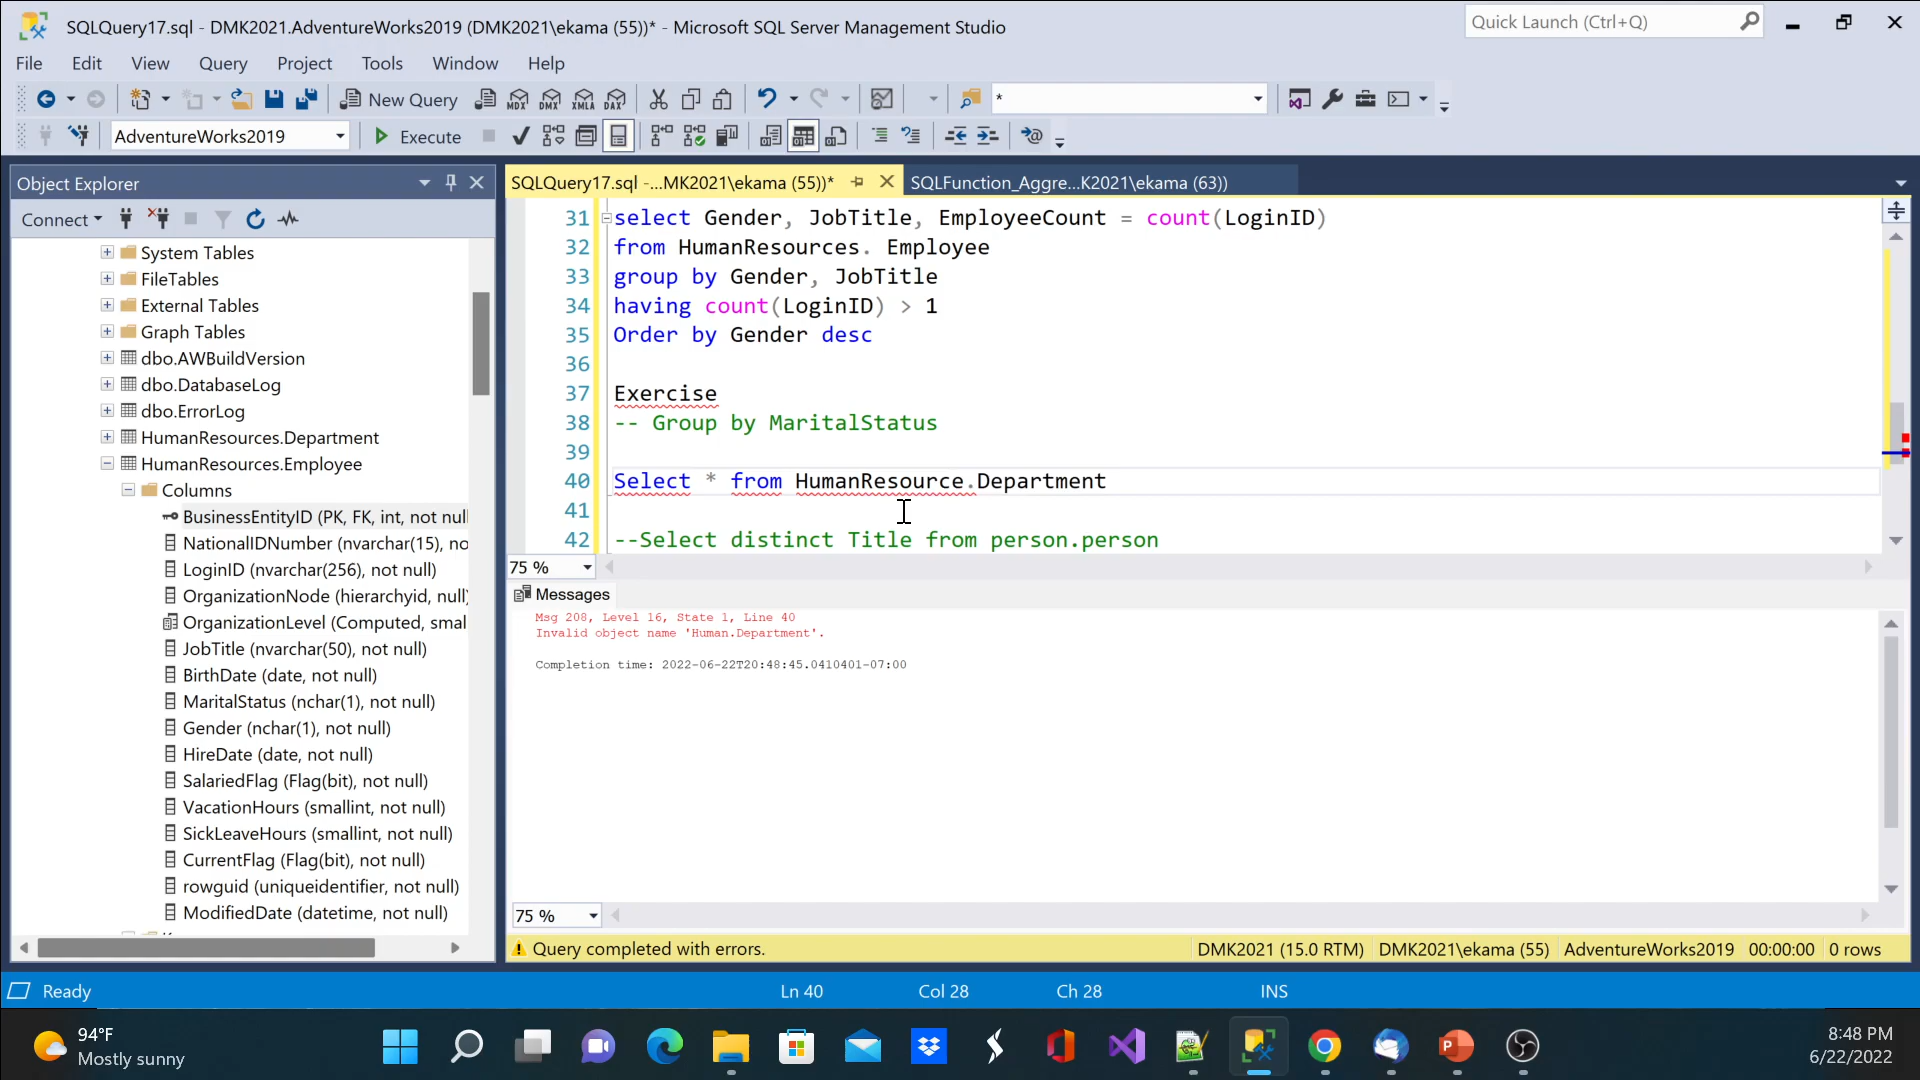 SQLQuery17.sql - DMK2021.AdventureWorks2019 (DMK2021\ekama (55))* - Microsoft SQL Server Management Studio
Quick Launch (Ctrl+Q)
File Edit View Query Project Tools Window Help
New Query MDX DMX XMLA DAX *
AdventureWorks2019 Execute
Object Explorer
Connect
System Tables
FileTables
External Tables
Graph Tables
dbo.AWBuildVersion
dbo.DatabaseLog
dbo.ErrorLog
HumanResources.Department
HumanResources.Employee
Columns
BusinessEntityID (PK, FK, int, not null
NationalIDNumber (nvarchar(15), no
LoginID (nvarchar(256), not null)
OrganizationNode (hierarchyid, null)
OrganizationLevel (Computed, smal
JobTitle (nvarchar(50), not null)
BirthDate (date, not null)
MaritalStatus (nchar(1), not null)
Gender (nchar(1), not null)
HireDate (date, not null)
SalariedFlag (Flag(bit), not null)
VacationHours (smallint, not null)
SickLeaveHours (smallint, not null)
CurrentFlag (Flag(bit), not null)
rowguid (uniqueidentifier, not null)
ModifiedDate (datetime, not null)
SQLQuery17.sql -...MK2021\ekama (55))* SQLFunction_Aggre...K2021\ekama (63))
31 select Gender, JobTitle, EmployeeCount = count(LoginID)
32 from HumanResources. Employee
33 group by Gender, JobTitle
34 having count(LoginID) > 1
35 Order by Gender desc
36
37 Exercise
38 -- Group by MaritalStatus
39
40 Select * from HumanResource.Department
41
42 --Select distinct Title from person.person
75 %
Messages
Msg 208, Level 16, State 1, Line 40
Invalid object name 'Human.Department'.
Completion time: 2022-06-22T20:48:45.0410401-07:00
75 %
Query completed with errors. DMK2021 (15.0 RTM) DMK2021\ekama (55) AdventureWorks2019 00:00:00 0 rows
Ready Ln 40 Col 28 Ch 28 INS
94°F
Mostly sunny
8:48 PM
6/22/2022